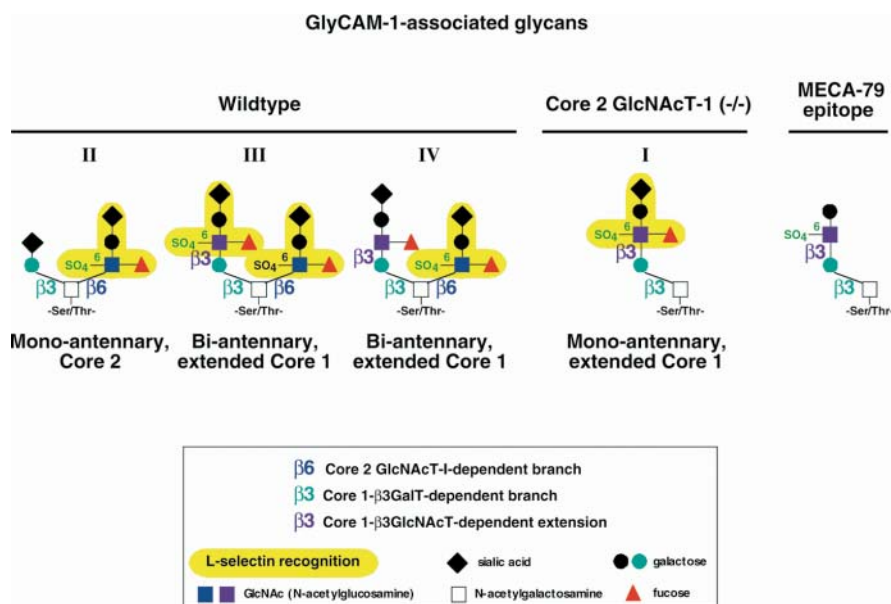 GlyCAM-1-associated glycans
Wildtype
Core 2 GlcNAcT-1 (-/-)
MECA-79
epitope
II
III
IV
I
6
SO4
β3
β6
-Ser/Thr-
6
SO4
β3
6
SO4
β3
β6
-Ser/Thr-
β3
6
SO4
β3
β6
-Ser/Thr-
6
SO4
β3
β3
-Ser/Thr-
6
SO4
β3
β3
-Ser/Thr-
Mono-antennary,
Core 2
Bi-antennary,
extended Core 1
Bi-antennary,
extended Core 1
Mono-antennary,
extended Core 1
β6 Core 2 GlcNAcT-I-dependent branch
β3 Core 1-β3GalT-dependent branch
β3 Core 1-β3GlcNAcT-dependent extension
L-selectin recognition
sialic acid
galactose
GlcNAc (N-acetylglucosamine)
N-acetylgalactosamine
fucose